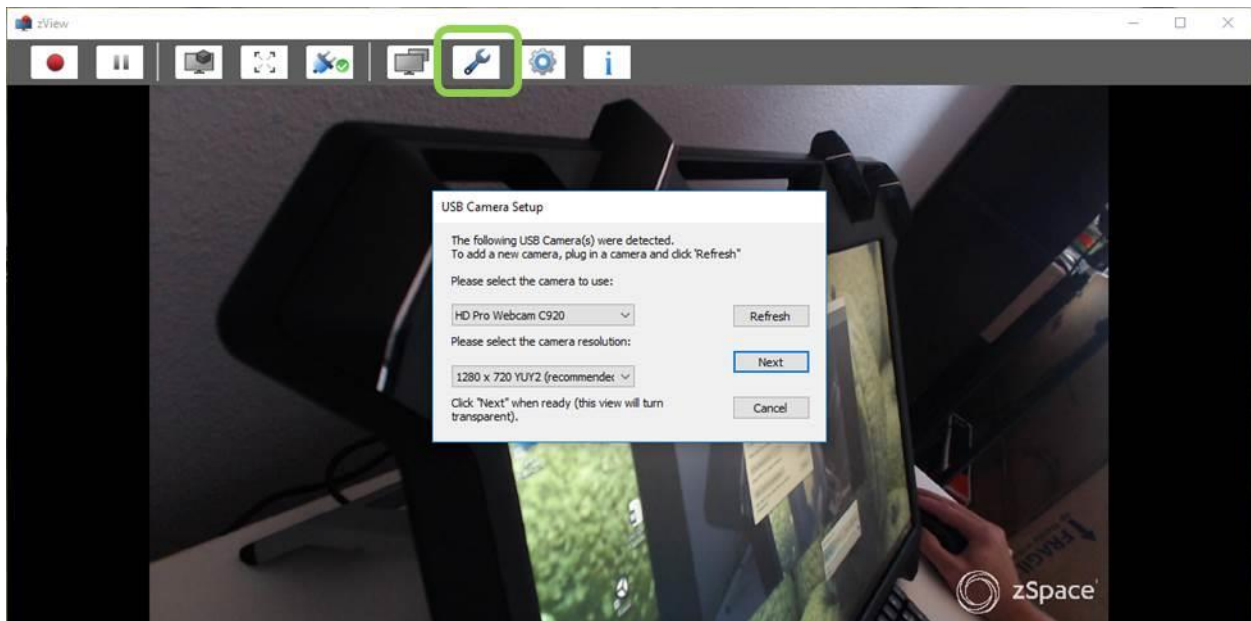 zView
USB Camera Setup
The following USB Camera(s) were detected.
To add a new camera, plug in a camera and click 'Refresh"
Please select the camera to use:
HD Pro Webcam C920
Refresh
Please select the camera resolution:
Next
1280 x 720 YUY2 (recommended
Click "Next" when ready (this view will turn
transparent).
Cancel
FRAGILE
zSpace